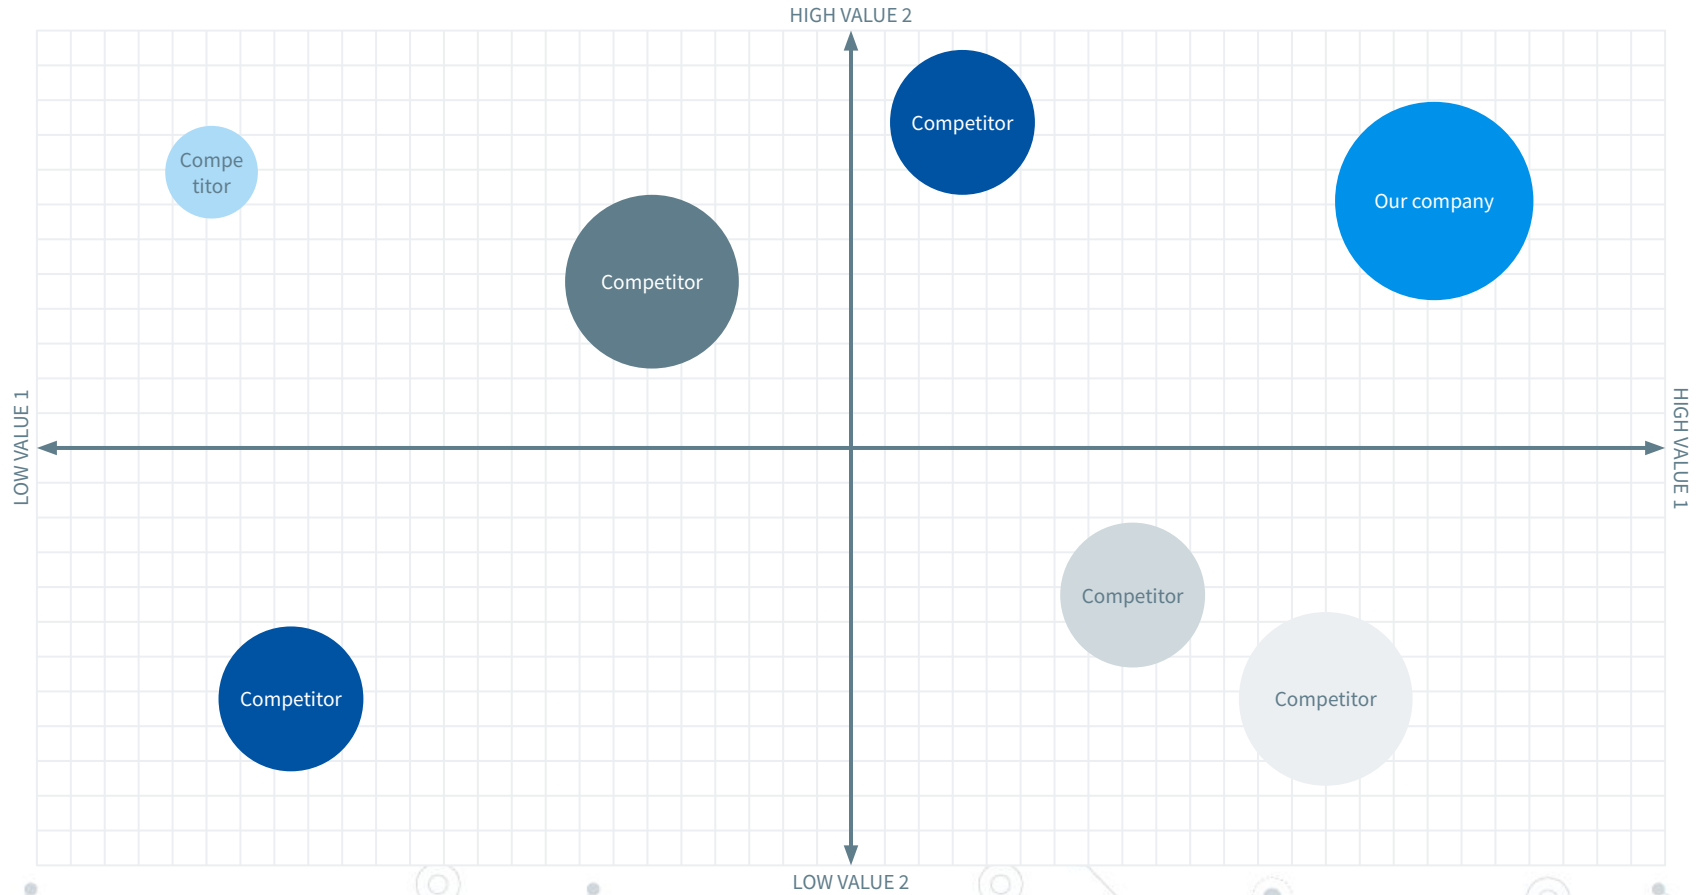 HIGH VALUE 2
Competitor
Compe
titor
Our company
Competitor
LOW VALUE 1
HIGH VALUE 1
Competitor
Competitor
Competitor
LOW VALUE 2